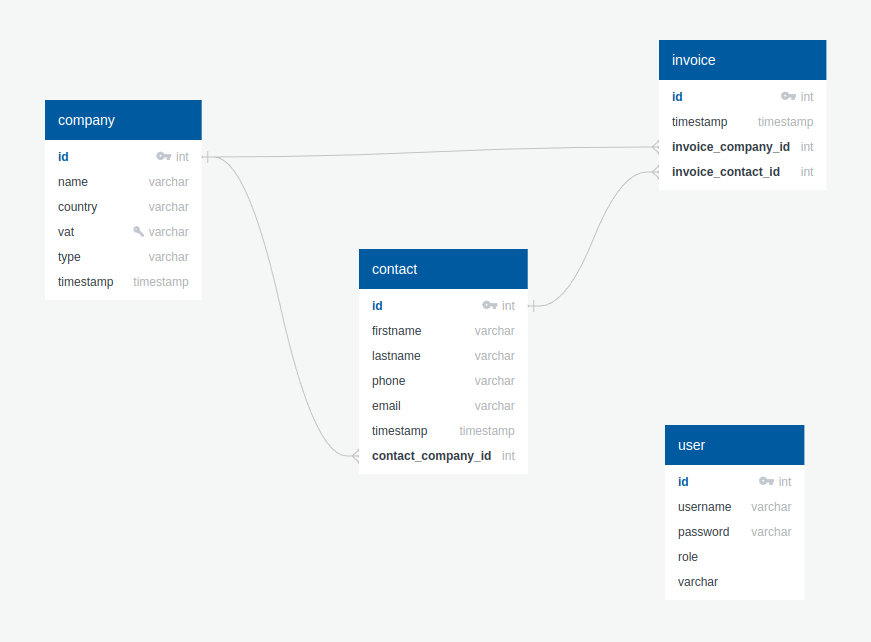 company
id int
name varchar
country varchar
vat varchar
type varchar
timestamp timestamp
invoice
id int
timestamp timestamp
invoice_company_id int
invoice_contact_id int
contact
id int
firstname varchar
lastname varchar
phone varchar
email varchar
timestamp timestamp
contact_company_id int
user
id int
username varchar
password varchar
role
varchar